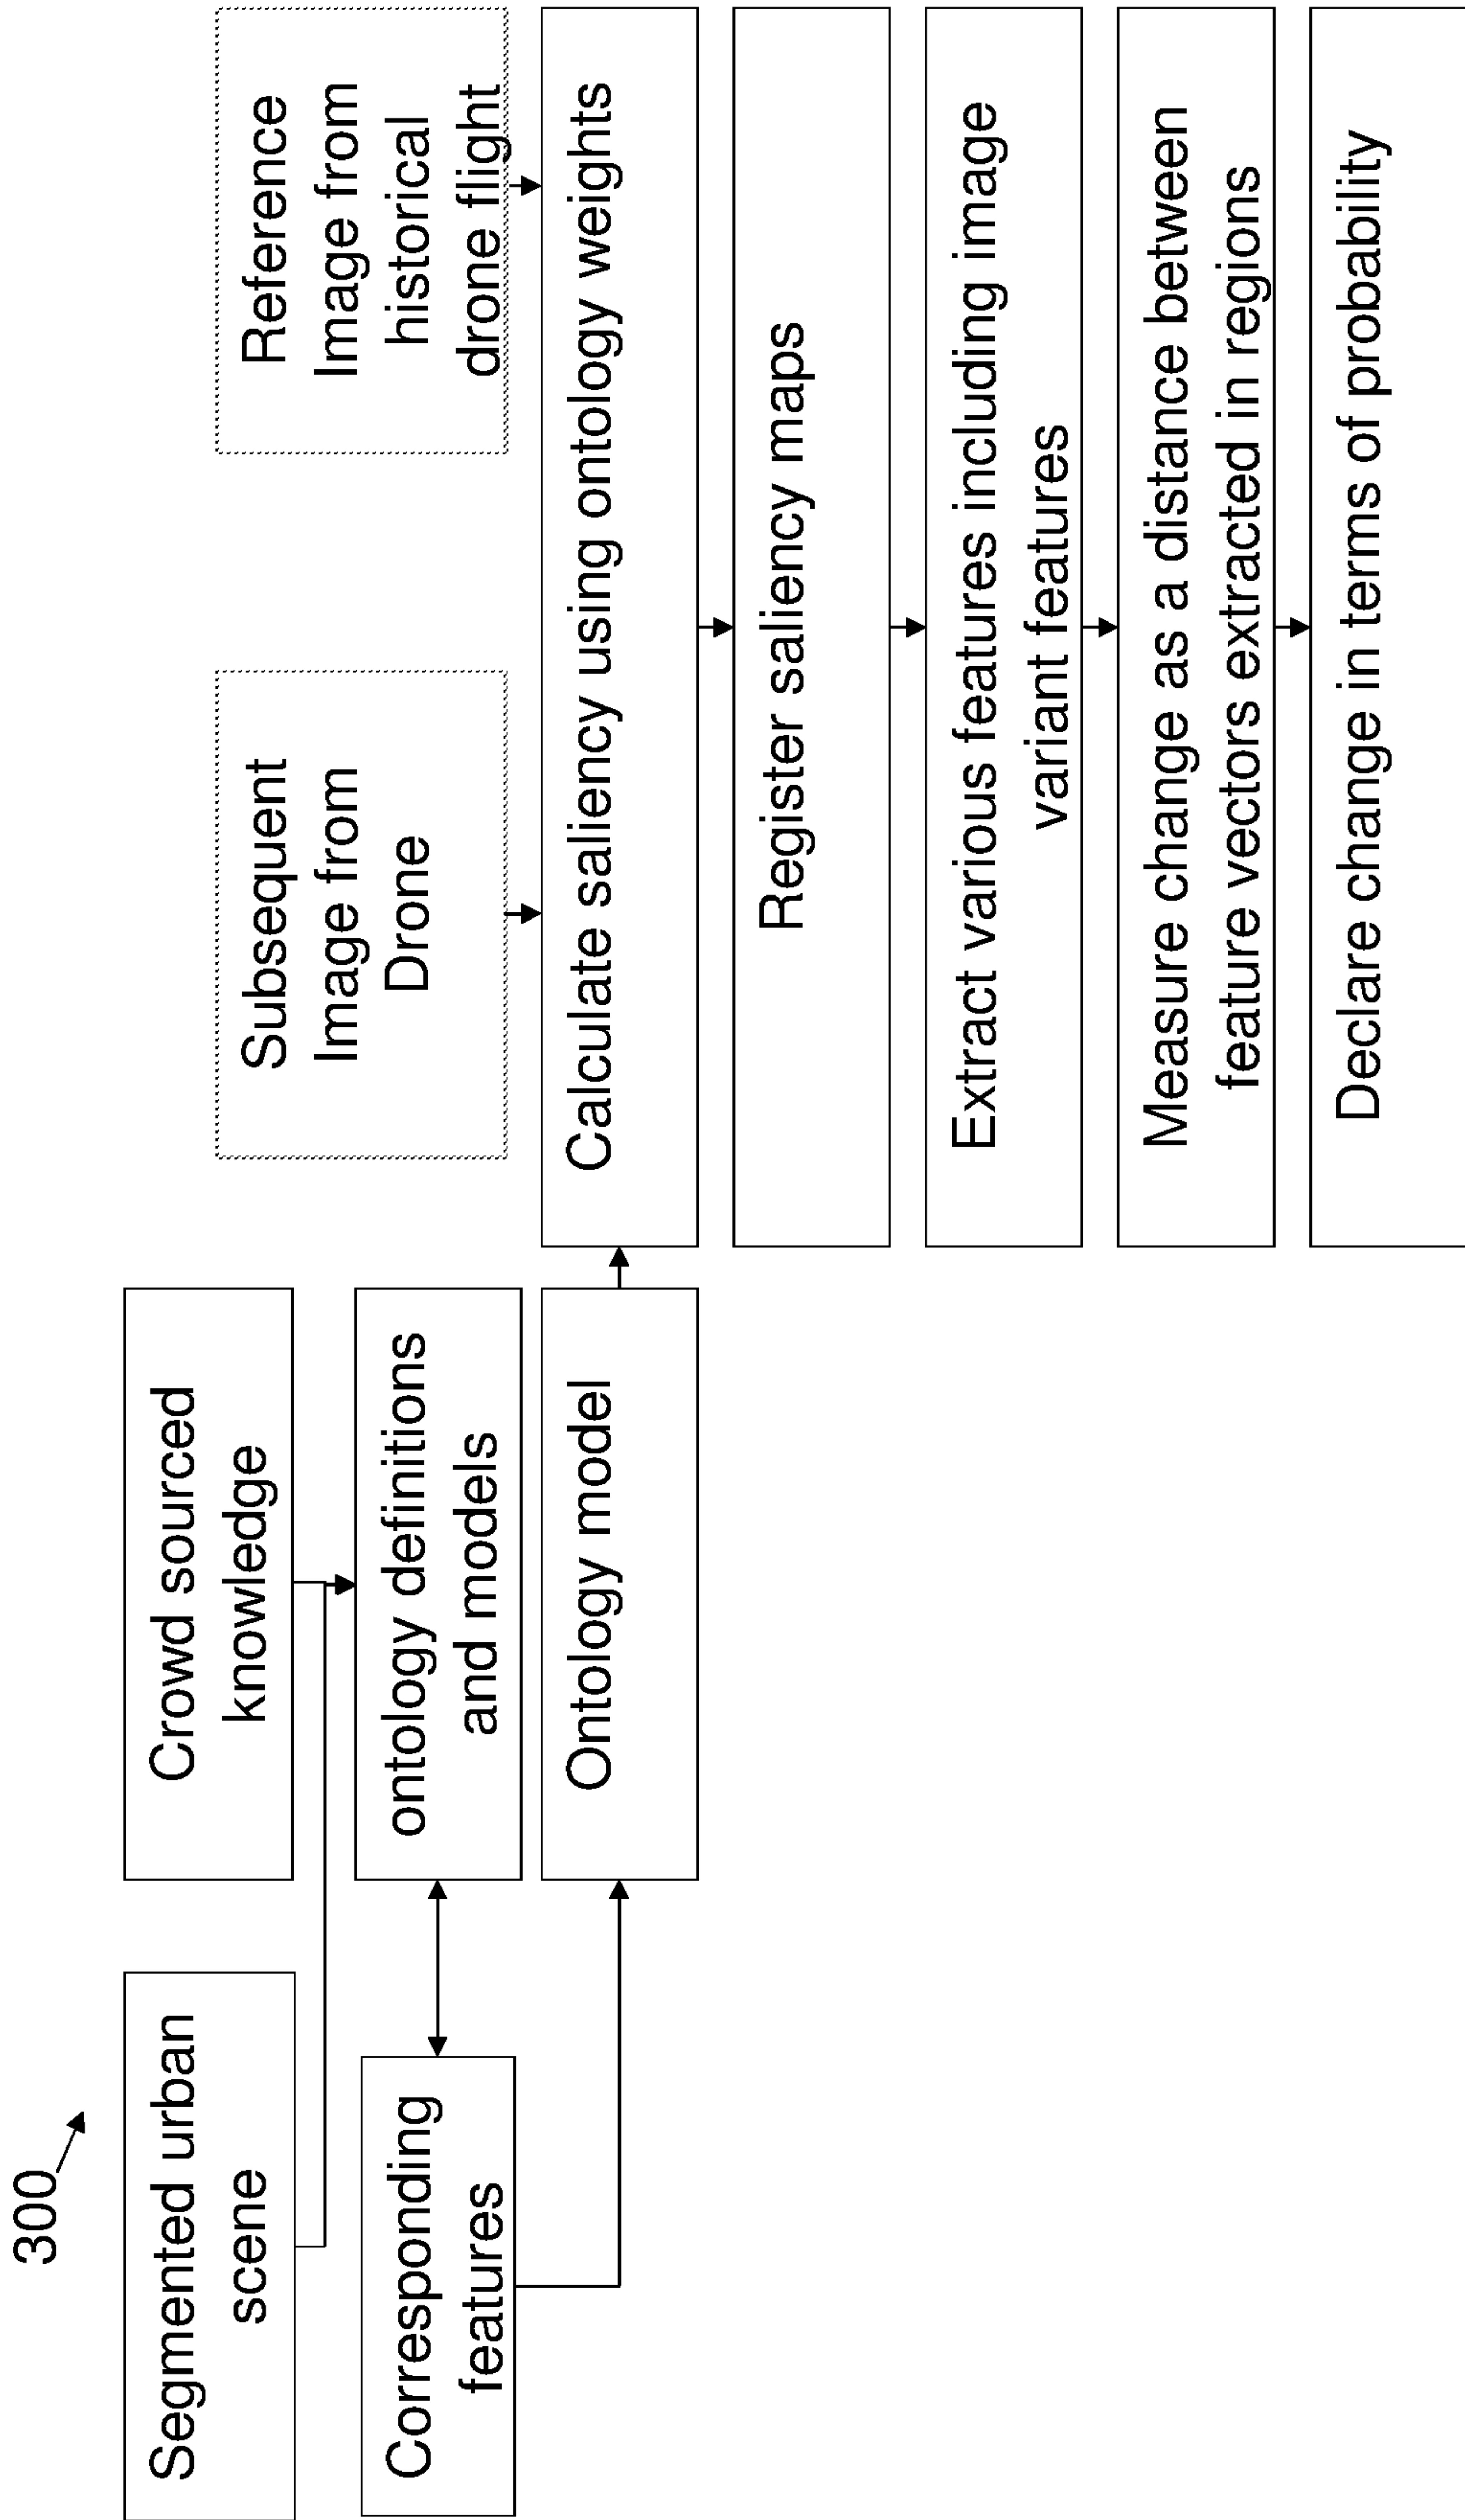 300
Segmented urban
scene
Crowd sourced
knowledge
Corresponding
features
ontology definitions
and models
Ontology model
Subsequent
Image from
Drone
Reference
Image from
historical
drone flight
Calculate saliency using ontology weights
Register saliency maps
Extract various features including image
variant features
Measure change as a distance between
feature vectors extracted in regions
Declare change in terms of probability